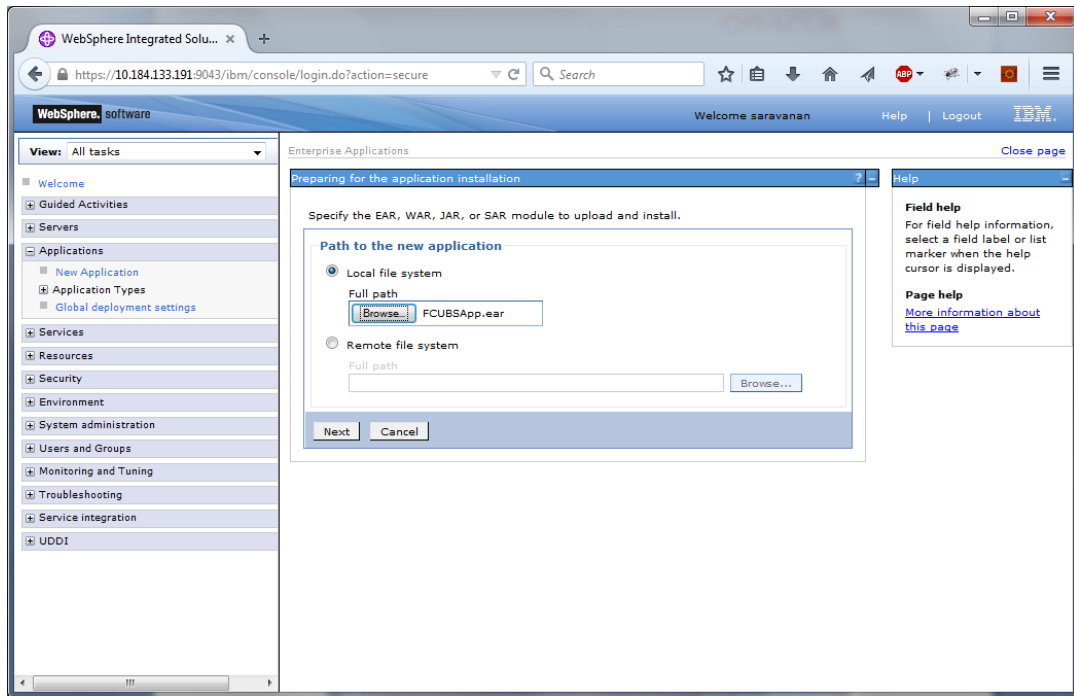 WebSphere Integrated Solu... × +
https://10.184.133.191:9043/ibm/console/login.do?action=secure
Search
ABP
WebSphere. software
Welcome saravanan
Help | Logout
IBM.
View: All tasks
Welcome
Guided Activities
Servers
Applications
New Application
Application Types
Global deployment settings
Services
Resources
Security
Environment
System administration
Users and Groups
Monitoring and Tuning
Troubleshooting
Service integration
UDDI
Enterprise Applications
Close page
Preparing for the application installation
? -
Specify the EAR, WAR, JAR, or SAR module to upload and install.
Path to the new application
Local file system
Full path
Browse... FCUBSApp.ear
Remote file system
Full path
Browse...
Next Cancel
Help
-
Field help
For field help information,
select a field label or list
marker when the help
cursor is displayed.
Page help
More information about
this page